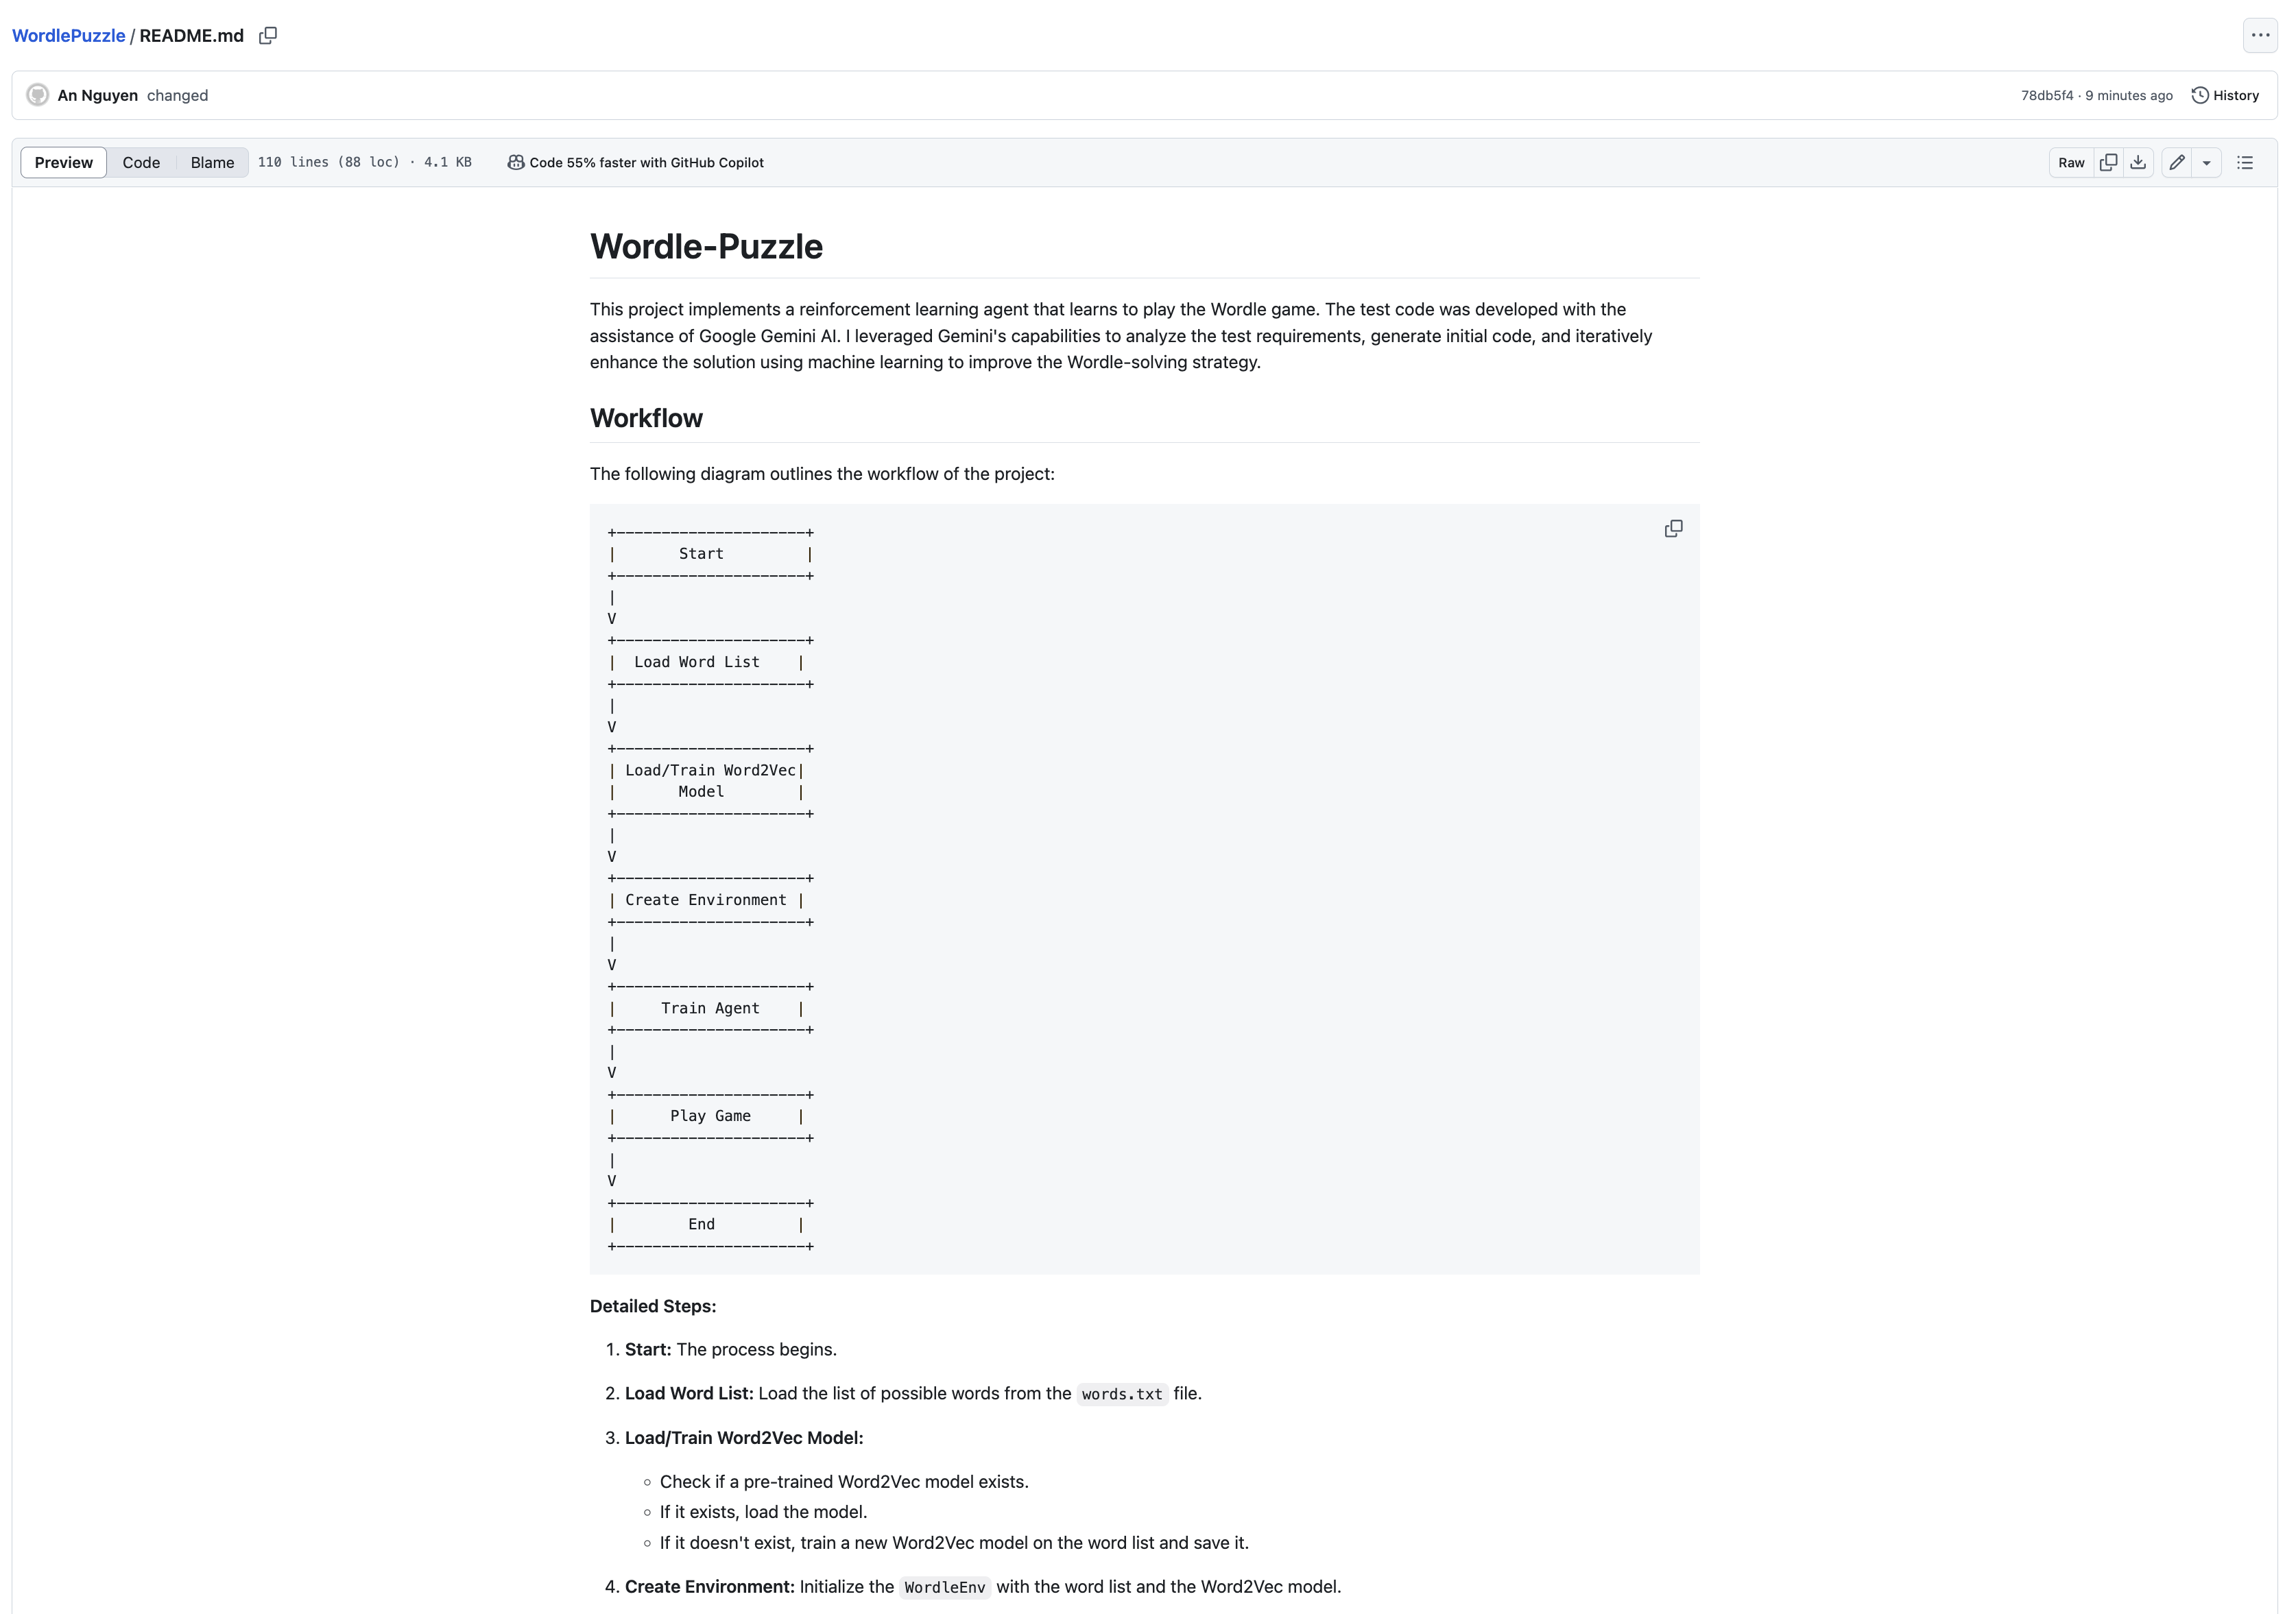 WordlePuzzle / README.md
An Nguyen changed
78db5f4 · 9 minutes ago History
Preview Code Blame 110 lines (88 loc) · 4.1 KB Code 55% faster with GitHub Copilot Raw
Wordle-Puzzle
This project implements a reinforcement learning agent that learns to play the Wordle game. The test code was developed with the
assistance of Google Gemini AI. I leveraged Gemini's capabilities to analyze the test requirements, generate initial code, and iteratively
enhance the solution using machine learning to improve the Wordle-solving strategy.
Workflow
The following diagram outlines the workflow of the project:
+---------------------+
|       Start         |
+---------------------+
|
V
+---------------------+
|  Load Word List    |
+---------------------+
|
V
+---------------------+
| Load/Train Word2Vec|
|       Model        |
+---------------------+
|
V
+---------------------+
| Create Environment |
+---------------------+
|
V
+---------------------+
|     Train Agent    |
+---------------------+
|
V
+---------------------+
|      Play Game     |
+---------------------+
|
V
+---------------------+
|        End         |
+---------------------+
Detailed Steps:
1. Start: The process begins.
2. Load Word List: Load the list of possible words from the words.txt file.
3. Load/Train Word2Vec Model:
◦ Check if a pre-trained Word2Vec model exists.
◦ If it exists, load the model.
◦ If it doesn't exist, train a new Word2Vec model on the word list and save it.
4. Create Environment: Initialize the WordleEnv with the word list and the Word2Vec model.